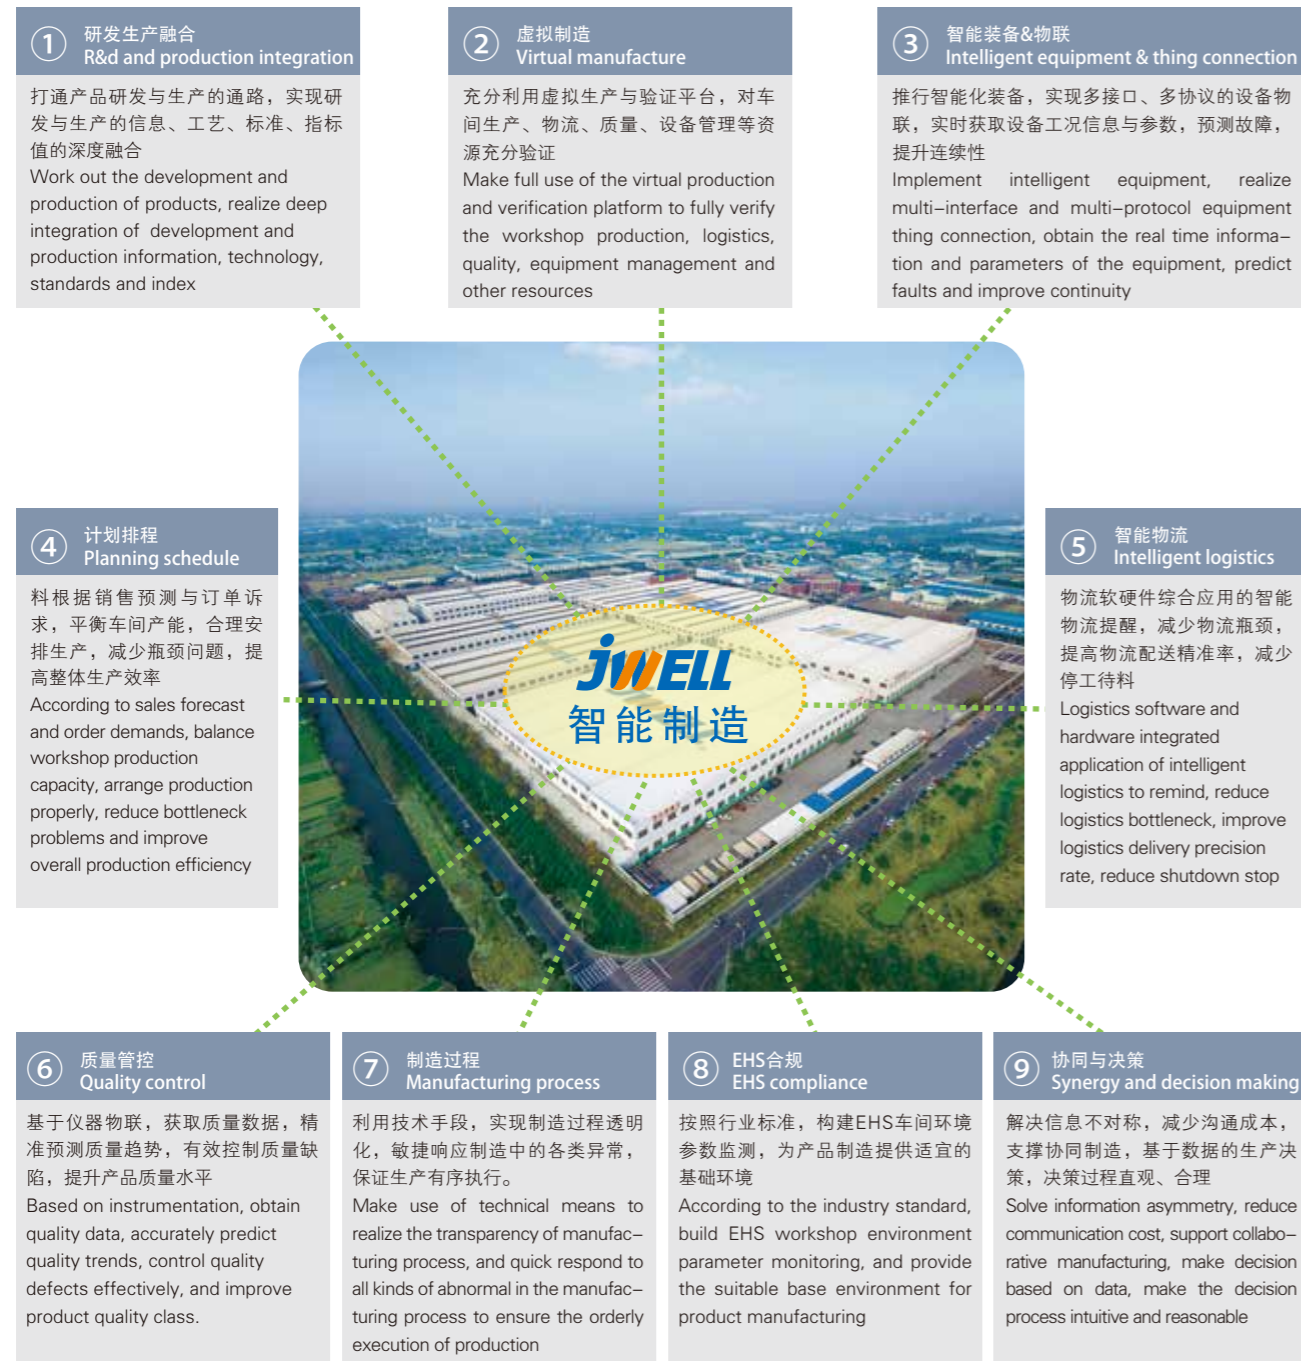 ① 研发生产融合
R&d and production integration
打通产品研发与生产的通路，实现研
发与生产的信息、工艺、标准、指标
值的深度融合
Work out the development and
production of products, realize deep
integration of development and
production information, technology,
standards and index
② 虚拟制造
Virtual manufacture
充分利用虚拟生产与验证平台，对车
间生产、物流、质量、设备管理等资
源充分验证
Make full use of the virtual production
and verification platform to fully verify
the workshop production, logistics,
quality, equipment management and
other resources
③ 智能装备&物联
Intelligent equipment & thing connection
推行智能化装备，实现多接口、多协议的设备物
联，实时获取设备工况信息与参数，预测故障，
提升连续性
Implement intelligent equipment, realize
multi-interface and multi-protocol equipment
thing connection, obtain the real time informa-
tion and parameters of the equipment, predict
faults and improve continuity
④ 计划排程
Planning schedule
料根据销售预测与订单诉
求，平衡车间产能，合理安
排生产，减少瓶颈问题，提
高整体生产效率
According to sales forecast
and order demands, balance
workshop production
capacity, arrange production
properly, reduce bottleneck
problems and improve
overall production efficiency
JWELL
智能制造
⑤ 智能物流
Intelligent logistics
物流软硬件综合应用的智能
物流提醒，减少物流瓶颈，
提高物流配送精准率，减少
停工待料
Logistics software and
hardware integrated
application of intelligent
logistics to remind, reduce
logistics bottleneck, improve
logistics delivery precision
rate, reduce shutdown stop
⑥ 质量管控
Quality control
基于仪器物联，获取质量数据，精
准预测质量趋势，有效控制质量缺
陷，提升产品质量水平
Based on instrumentation, obtain
quality data, accurately predict
quality trends, control quality
defects effectively, and improve
product quality class.
⑦ 制造过程
Manufacturing process
利用技术手段，实现制造过程透明
化，敏捷响应制造中的各类异常，
保证生产有序执行。
Make use of technical means to
realize the transparency of manufac-
turing process, and quick respond to
all kinds of abnormal in the manufac-
turing process to ensure the orderly
execution of production
⑧ EHS合规
EHS compliance
按照行业标准，构建EHS车间环境
参数监测，为产品制造提供适宜的
基础环境
According to the industry standard,
build EHS workshop environment
parameter monitoring, and provide
the suitable base environment for
product manufacturing
⑨ 协同与决策
Synergy and decision making
解决信息不对称，减少沟通成本，
支撑协同制造，基于数据的生产决
策，决策过程直观、合理
Solve information asymmetry, reduce
communication cost, support collabo-
rative manufacturing, make decision
based on data, make the decision
process intuitive and reasonable